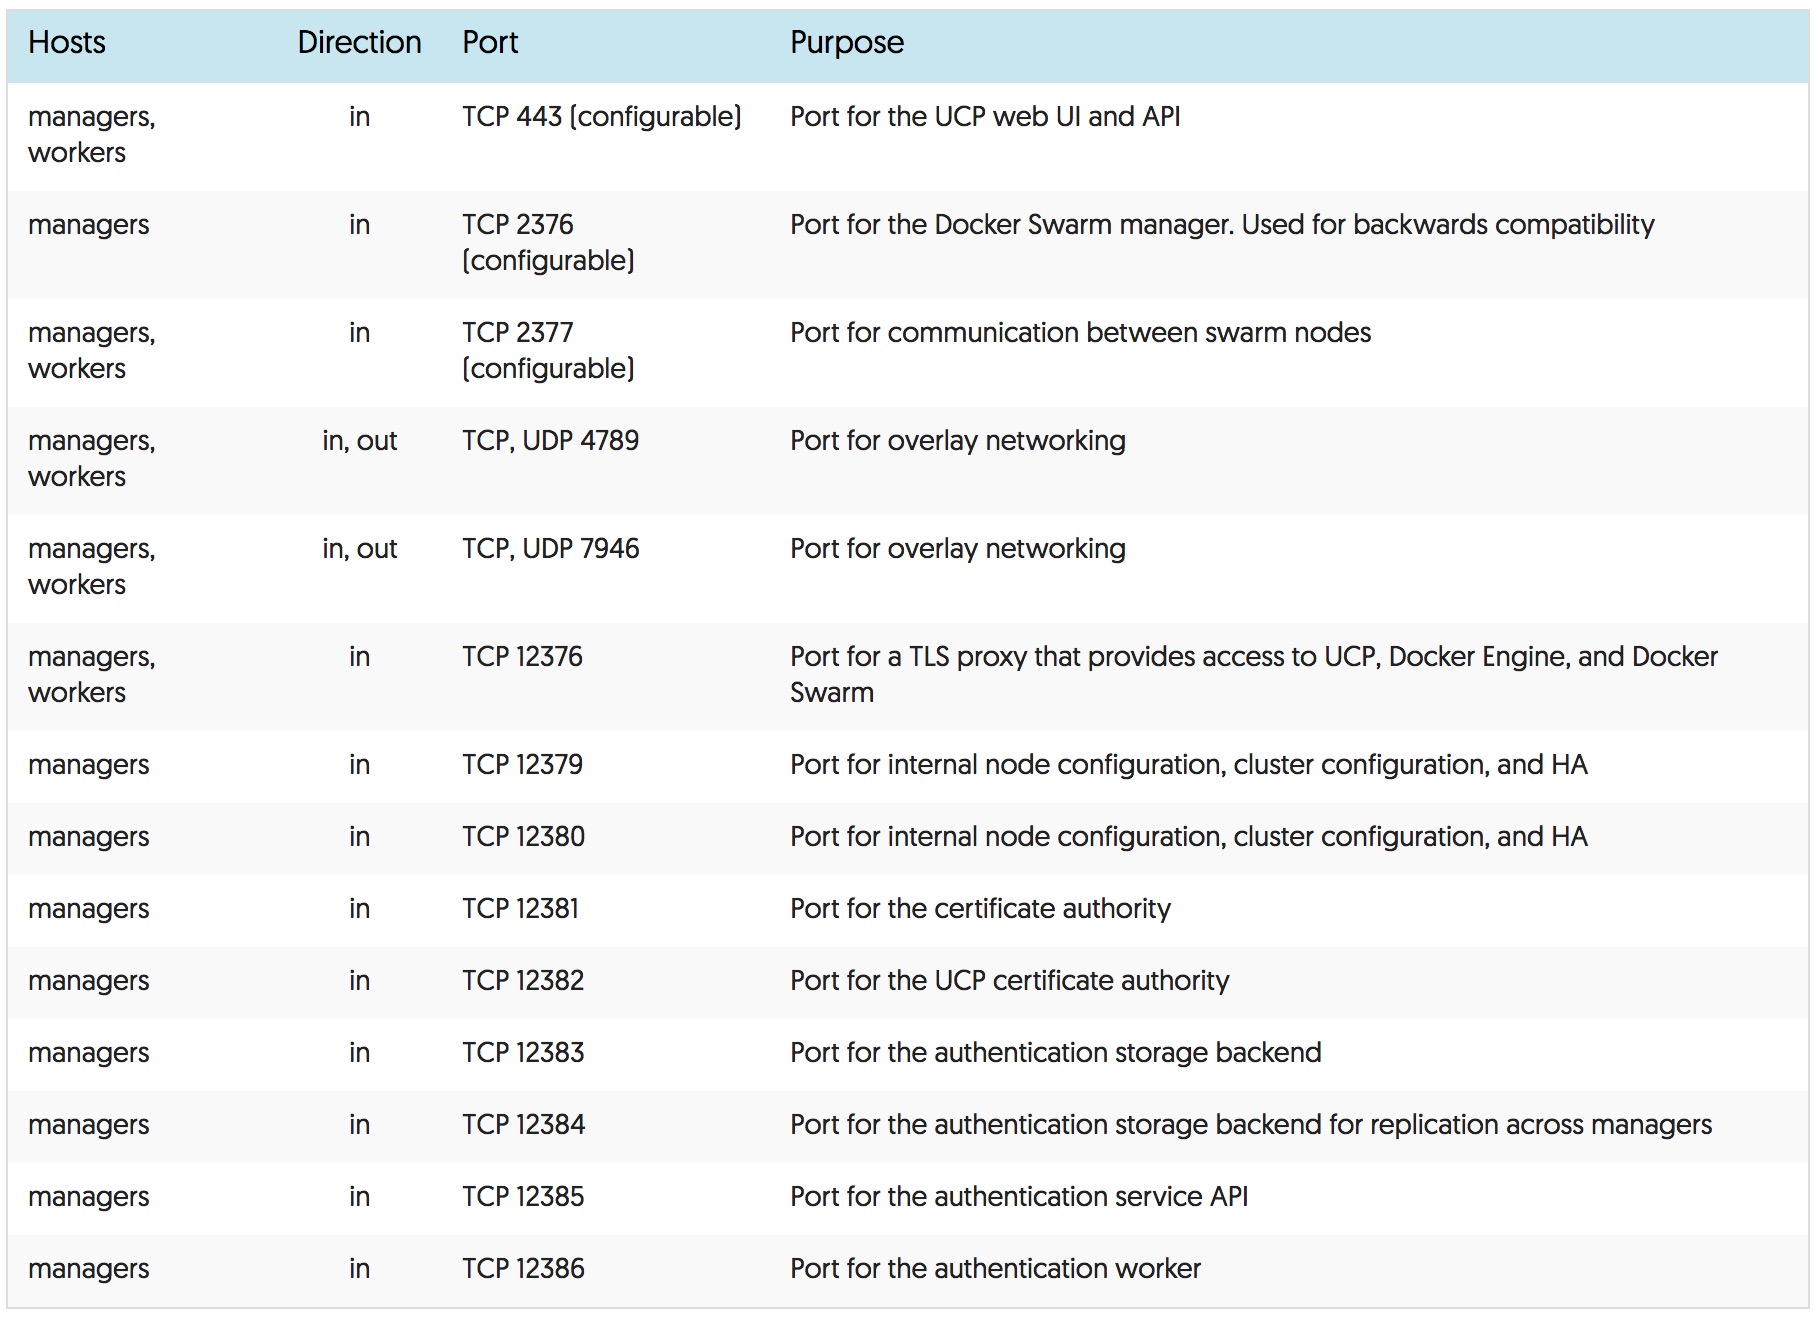 Hosts Direction Port Purpose
managers, in TCP 443 (configurable) Port for the UCP web UI and API
workers
managers in TCP 2376 Port for the Docker Swarm manager. Used for backwards compatibility
(configurable)
managers, in TCP 2377 Port for communication between swarm nodes
workers (configurable)
managers, in, out TCP, UDP 4789 Port for overlay networking
workers
managers, in, out TCP, UDP 7946 Port for overlay networking
workers
managers, in TCP 12376 Port for a TLS proxy that provides access to UCP, Docker Engine, and Docker
workers Swarm
managers in TCP 12379 Port for internal node configuration, cluster configuration, and HA
managers in TCP 12380 Port for internal node configuration, cluster configuration, and HA
managers in TCP 12381 Port for the certificate authority
managers in TCP 12382 Port for the UCP certificate authority
managers in TCP 12383 Port for the authentication storage backend
managers in TCP 12384 Port for the authentication storage backend for replication across managers
managers in TCP 12385 Port for the authentication service API
managers in TCP 12386 Port for the authentication worker